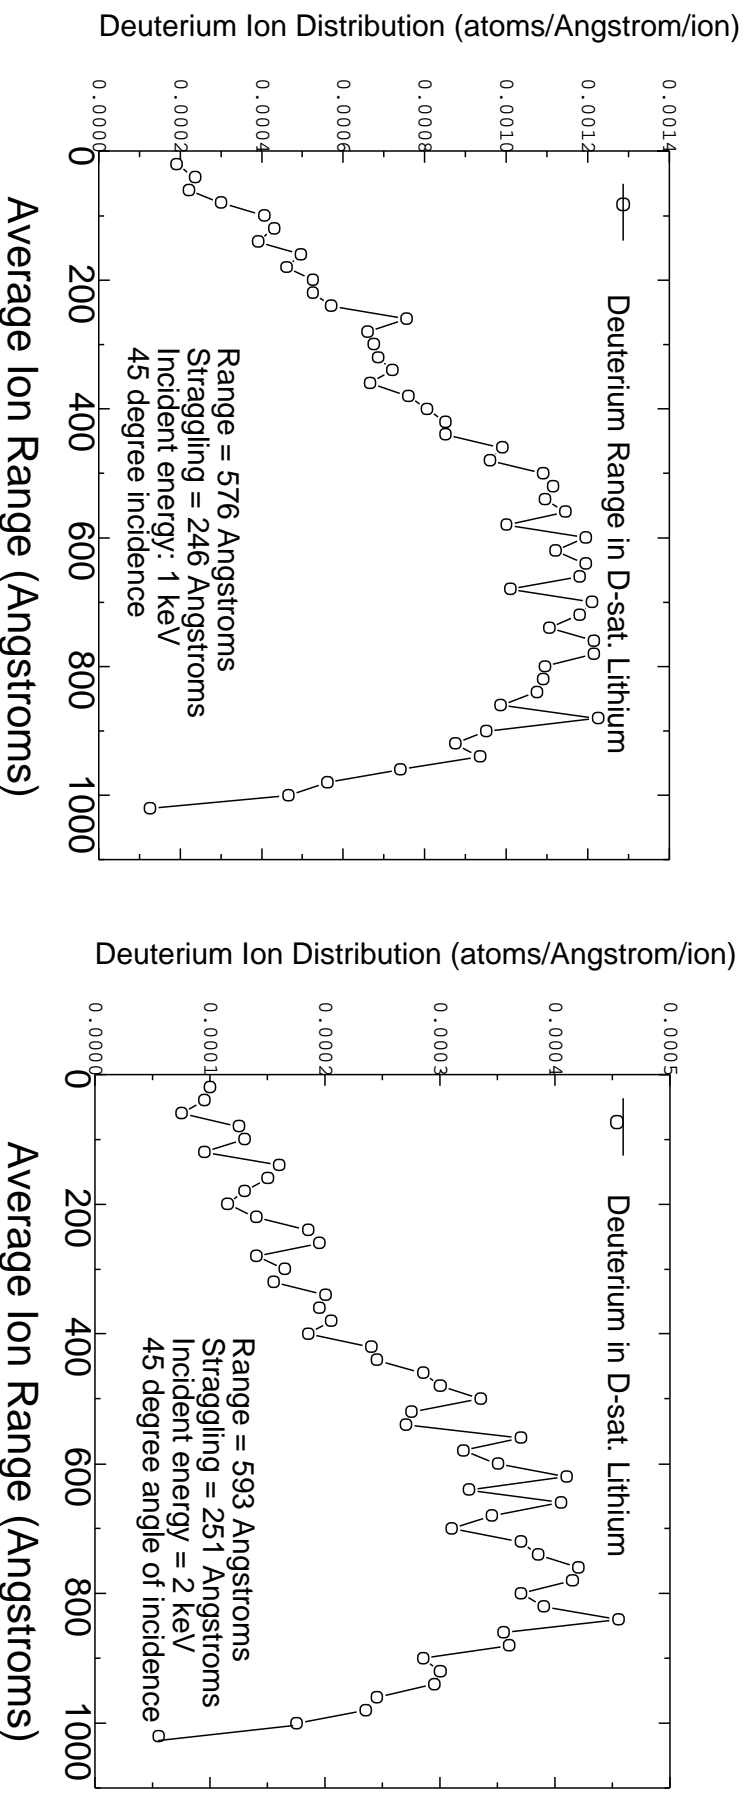 Deuterium Ion Distribution (atoms/Angstrom/ion)
0.0014
0.0012
0.0010
0.0008
0.0006
0.0004
0.0002
0.0000
Deuterium Range in D-sat. Lithium
Range = 576 Angstroms
Straggling = 246 Angstroms
Incident energy: 1 keV
45 degree incidence
0 200 400 600 800 1000
Average Ion Range (Angstroms)
Deuterium Ion Distribution (atoms/Angstrom/ion)
0.0005
0.0004
0.0003
0.0002
0.0001
0.0000
Deuterium in D-sat. Lithium
Range = 593 Angstroms
Straggling = 251 Angstroms
Incident energy = 2 keV
45 degree angle of incidence
0 200 400 600 800 1000
Average Ion Range (Angstroms)